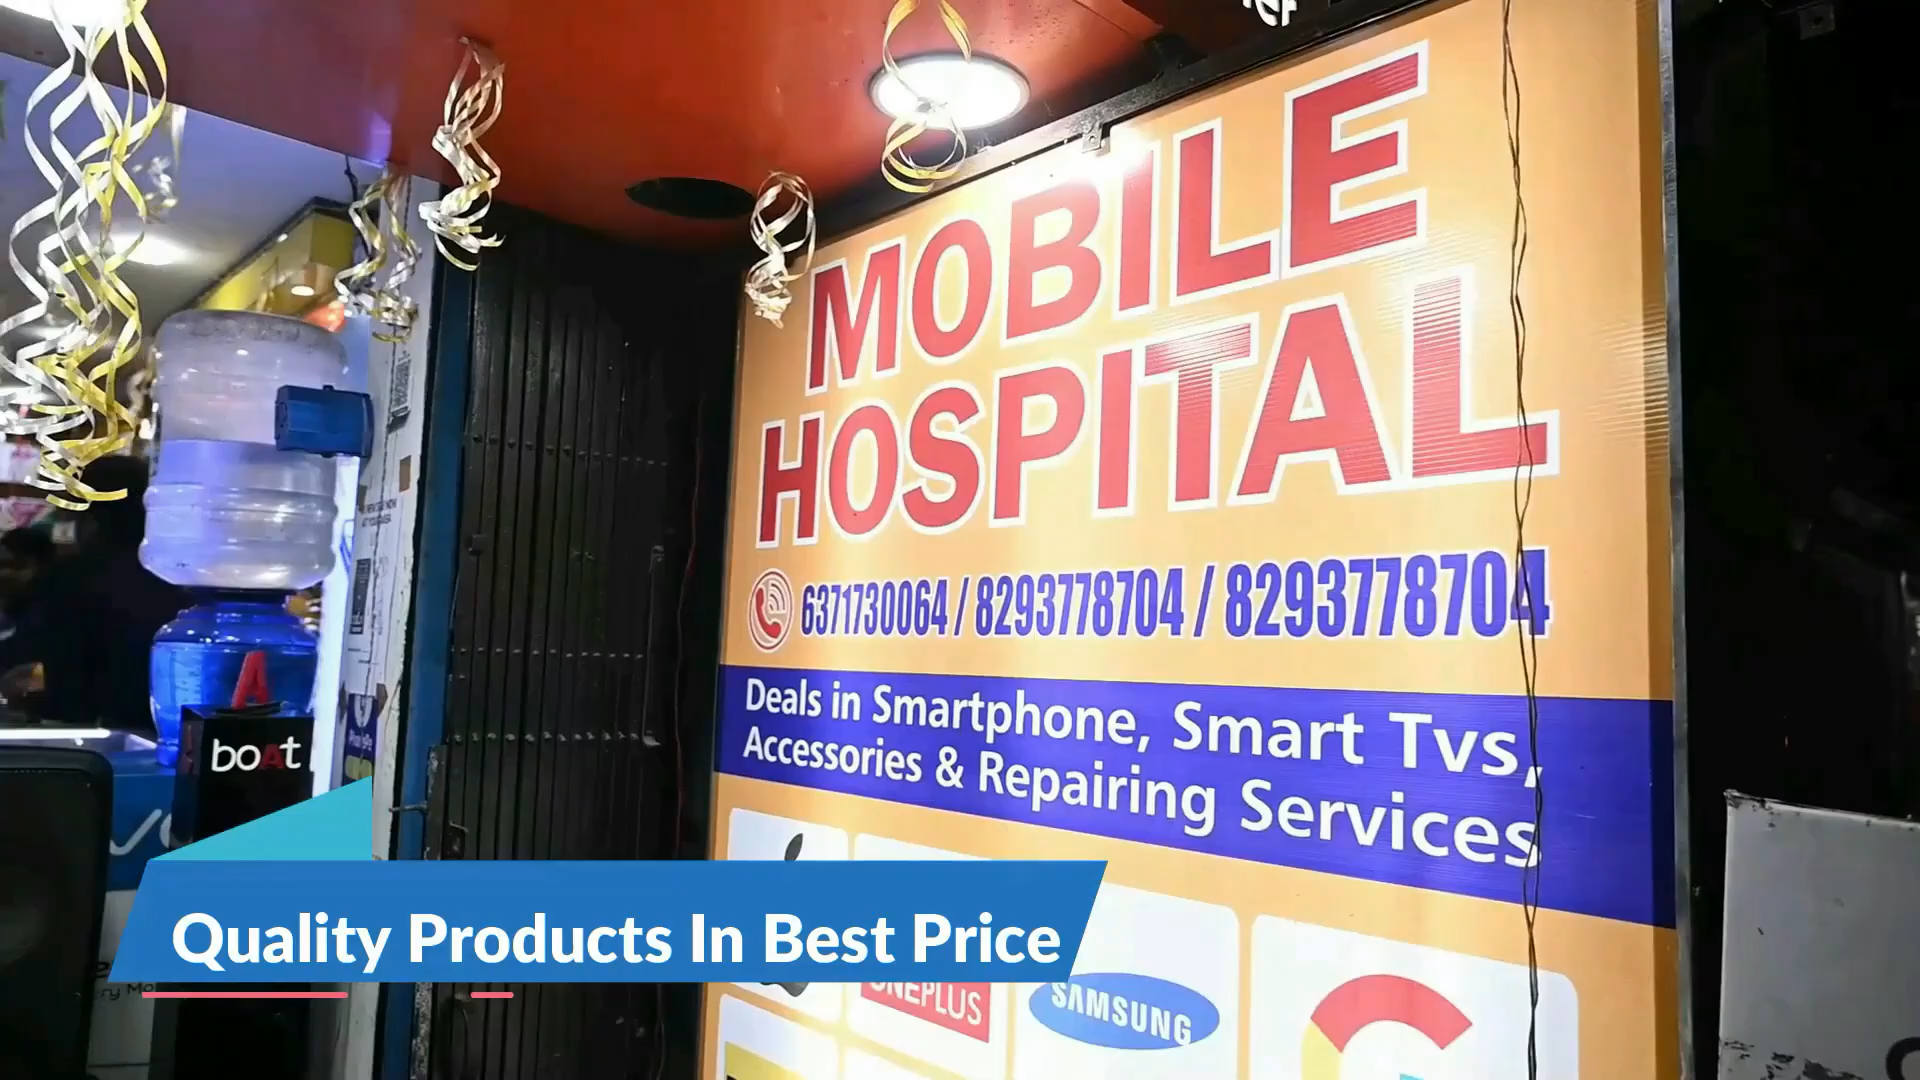 MOBILE
HOSPITAL
6371730064 / 8293778704 / 8293778704
Deals in Smartphone, Smart Tvs,
Accessories & Repairing Services
boAt
Quality Products In Best Price
ONEPLUS
SAMSUNG